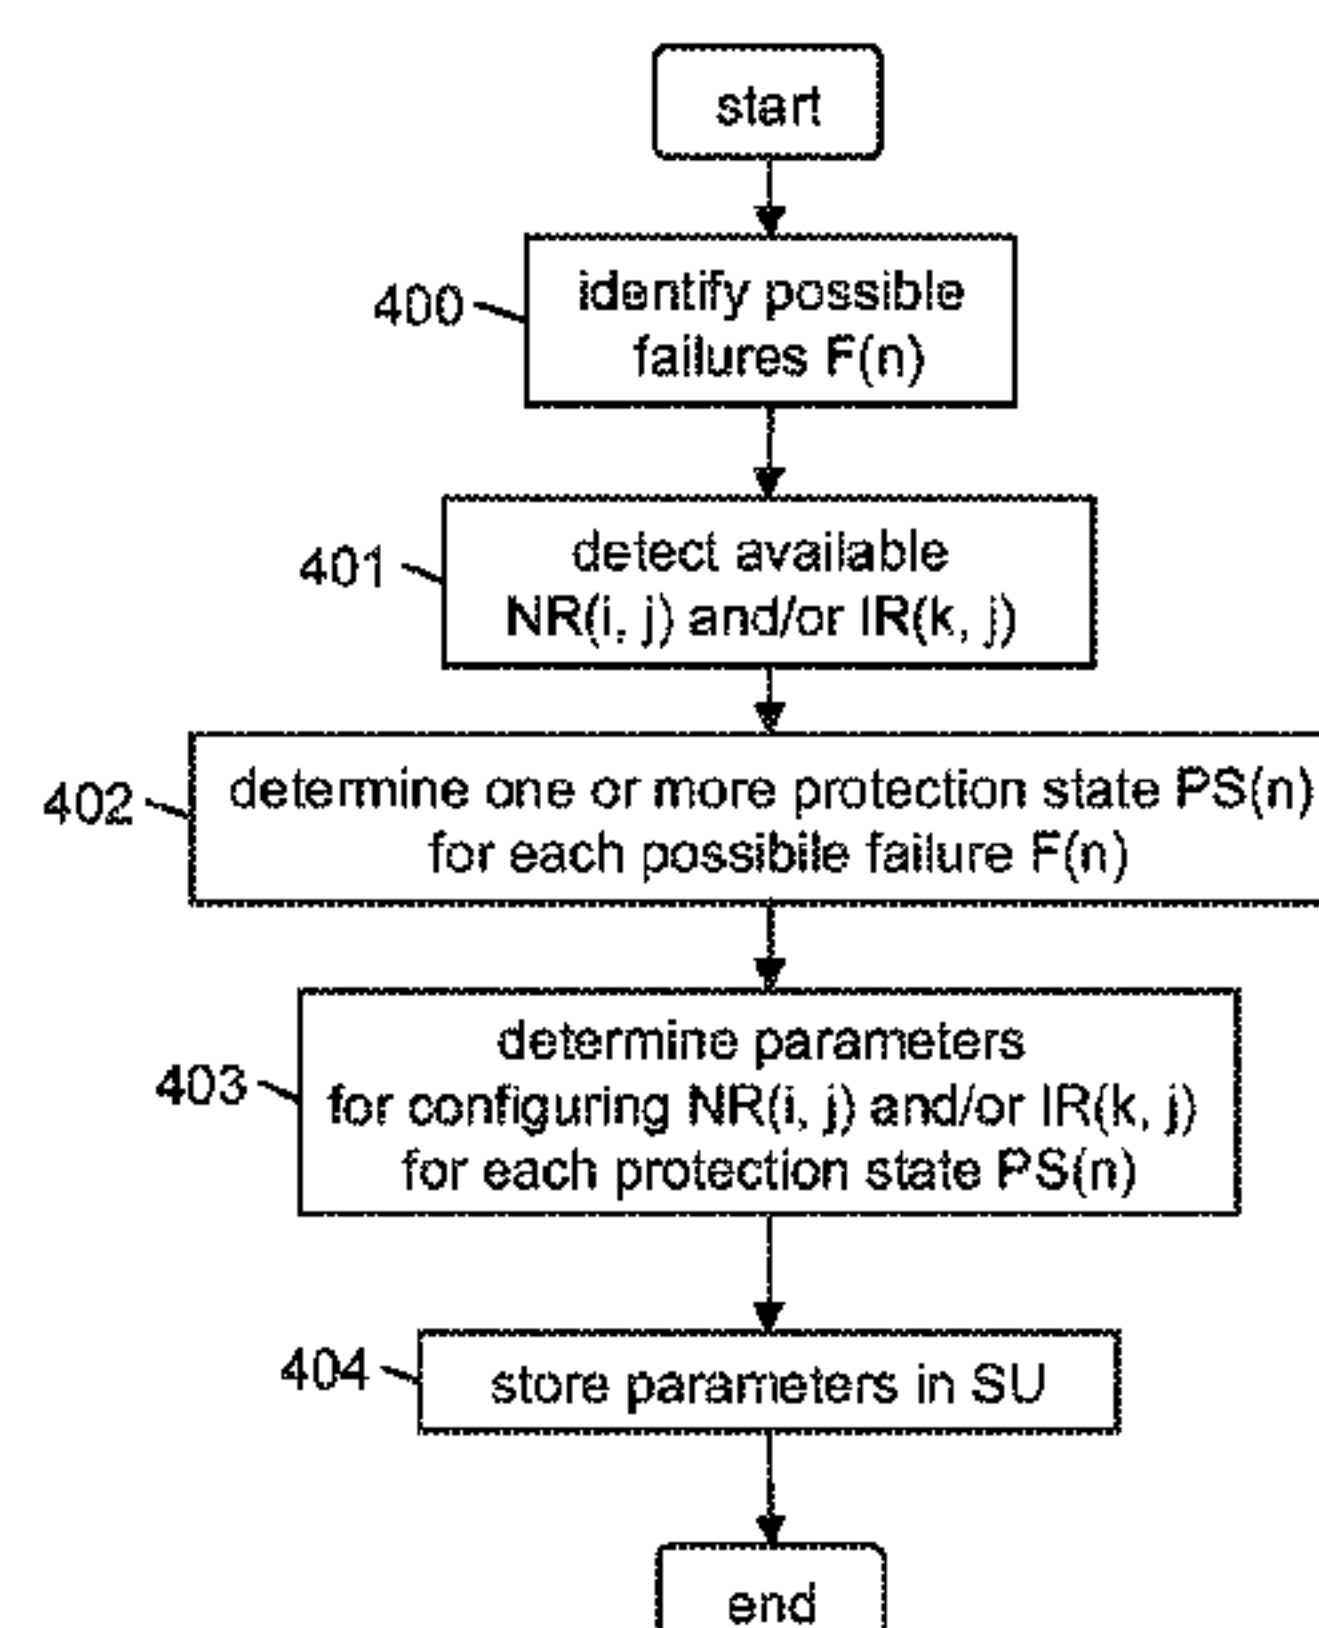 start
400
identify possible
failures F(n)
401
detect available
NR(i, j) and/or IR(k, j)
402
determine one or more protection state PS(n)
for each possibile failure F(n)
403
determine parameters
for configuring NR(i, j) and/or IR(k, j)
for each protection state PS(n)
404
store parameters in SU
end